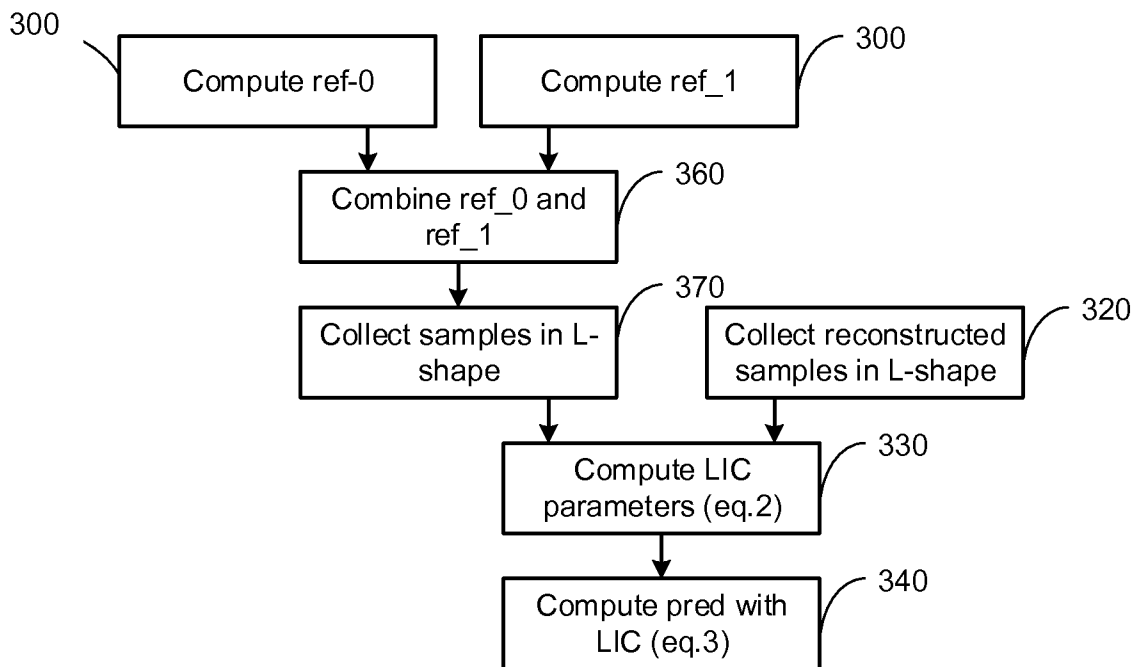 300
Compute ref-0
Compute ref_1
300
Combine ref_0 and
ref_1
360
Collect samples in L-
shape
370
Collect reconstructed
samples in L-shape
320
Compute LIC
parameters (eq.2)
330
Compute pred with
LIC (eq.3)
340